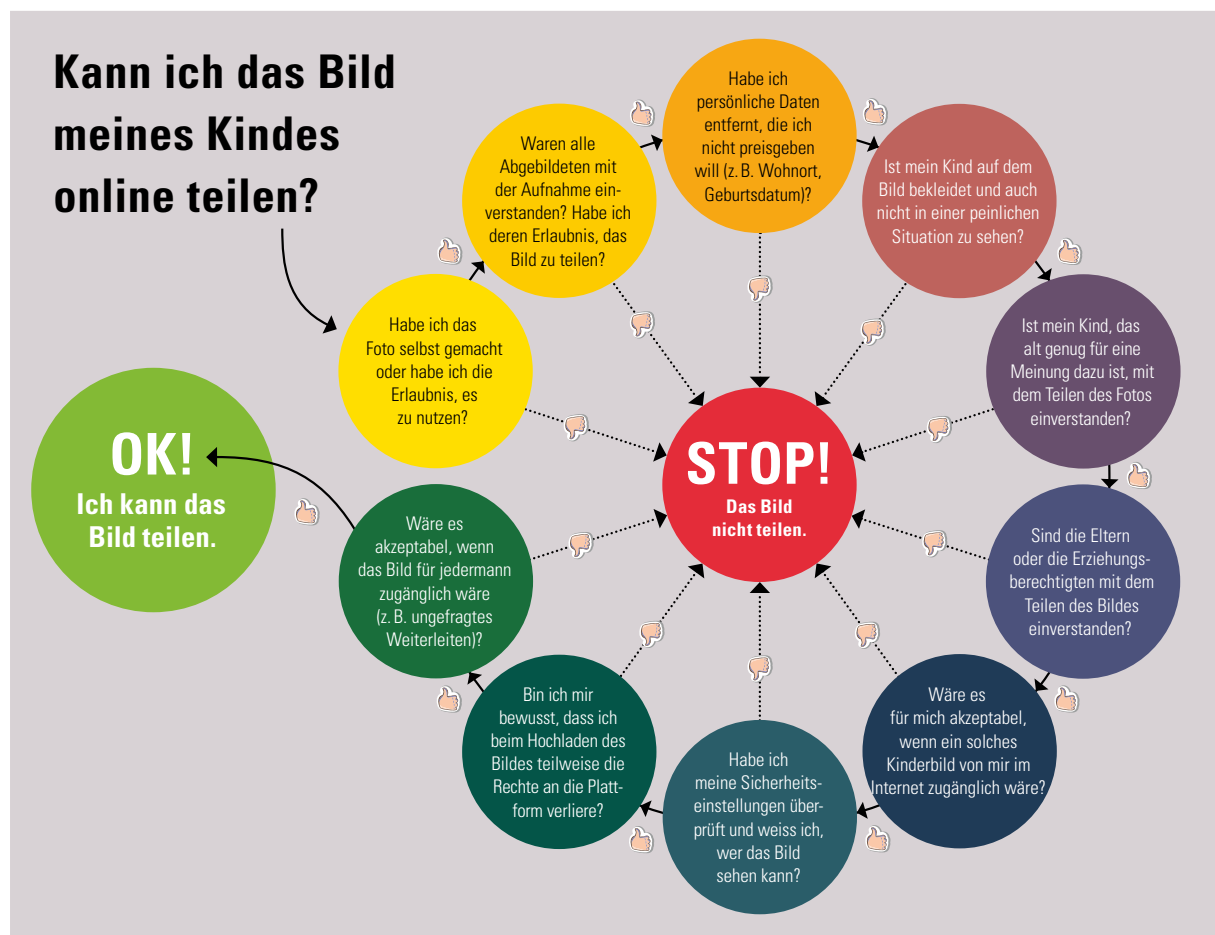 Kann ich das Bild
meines Kindes
online teilen?
Habe ich das
Foto selbst gemacht
oder habe ich die
Erlaubnis, es
zu nutzen?
Waren alle
Abgebildeten mit
der Aufnahme ein-
verstanden? Habe ich
deren Erlaubnis, das
Bild zu teilen?
Habe ich
persönliche Daten
entfernt, die ich
nicht preisgeben
will (z. B. Wohnort,
Geburtsdatum)?
Ist mein Kind auf dem
Bild bekleidet und auch
nicht in einer peinlichen
Situation zu sehen?
Ist mein Kind, das
alt genug für eine
Meinung dazu ist, mit
dem Teilen des Fotos
einverstanden?
Sind die Eltern
oder die Erziehungs-
berechtigten mit dem
Teilen des Bildes
einverstanden?
Wäre es
für mich akzeptabel,
wenn ein solches
Kinderbild von mir im
Internet zugänglich wäre?
Habe ich
meine Sicherheits-
einstellungen über-
prüft und weiss ich,
wer das Bild
sehen kann?
Bin ich mir
bewusst, dass ich
beim Hochladen des
Bildes teilweise die
Rechte an die Platt-
form verliere?
Wäre es
akzeptabel, wenn
das Bild für jedermann
zugänglich wäre
(z. B. ungefragtes
Weiterleiten)?
OK!
Ich kann das
Bild teilen.
STOP!
Das Bild
nicht teilen.